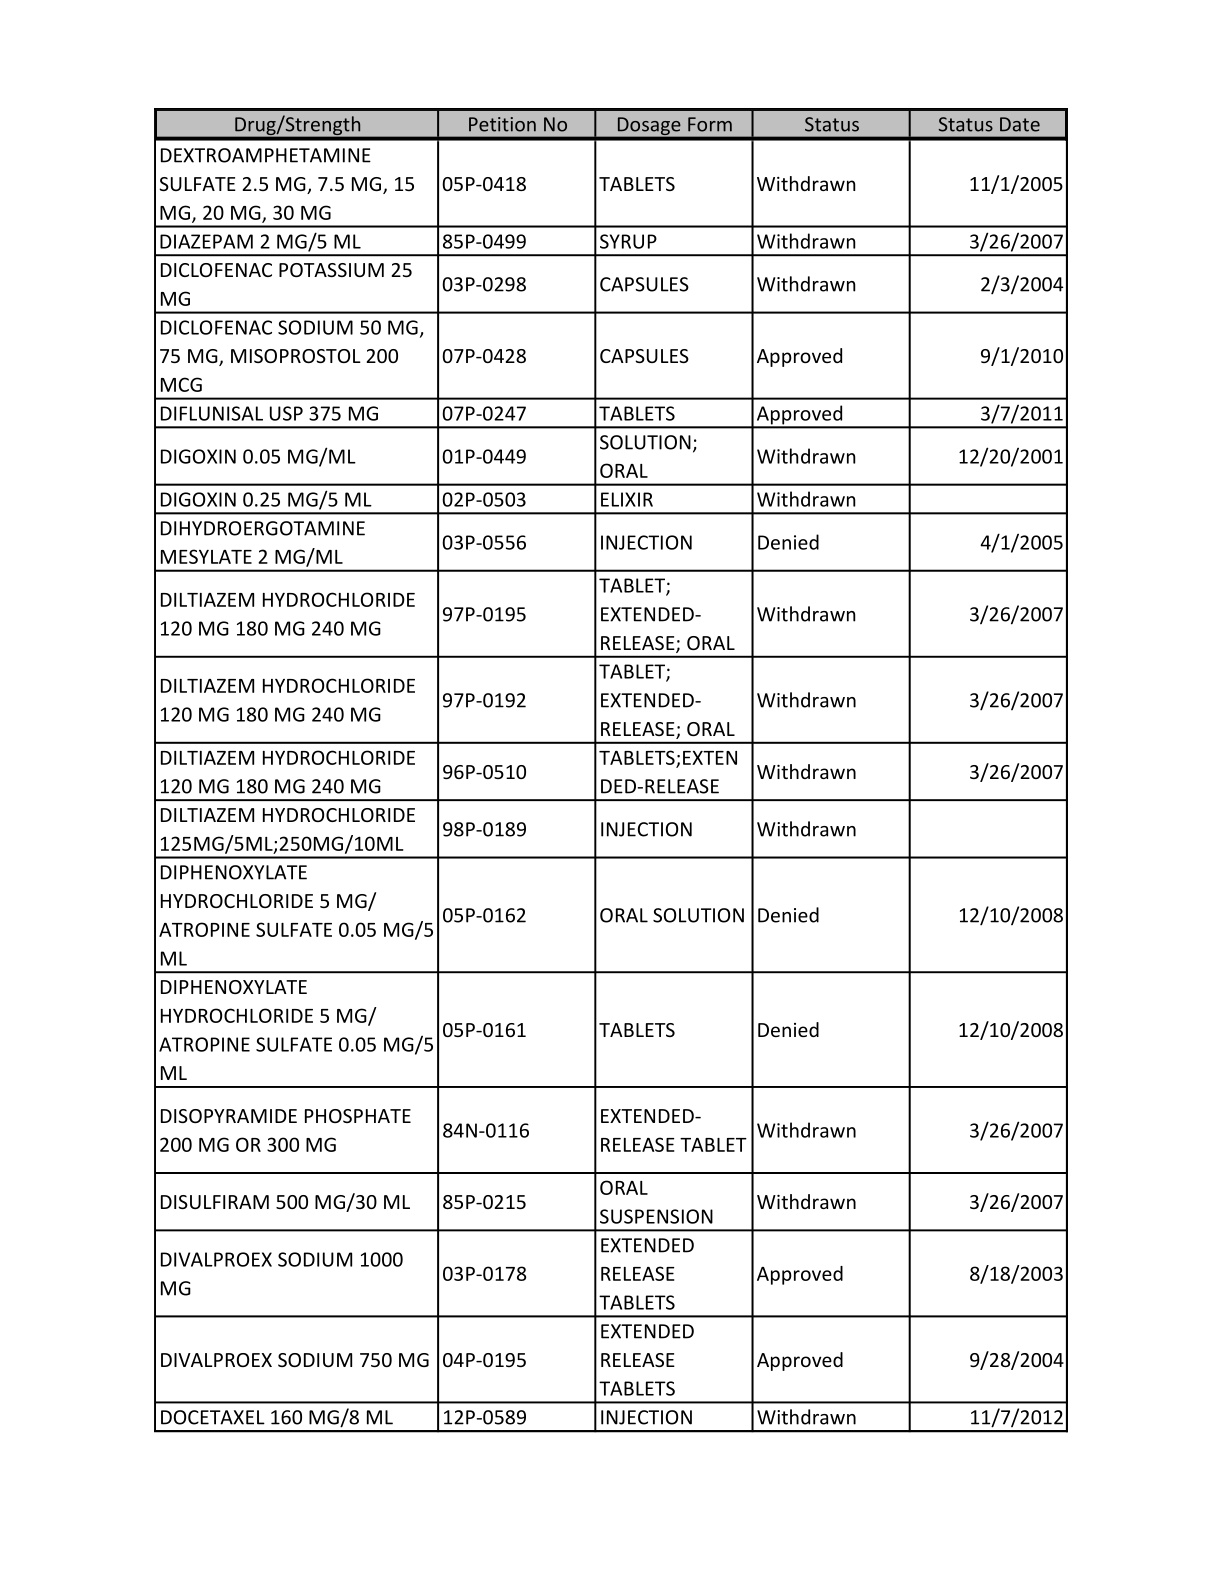 Drug/Strength Petition No Dosage Form Status Status Date
DEXTROAMPHETAMINE
SULFATE 2.5 MG, 7.5 MG, 15 05P-0418 TABLETS Withdrawn 11/1/2005
MG, 20 MG, 30 MG
DIAZEPAM 2 MG/5 ML 85P-0499 SYRUP Withdrawn 3/26/2007
DICLOFENAC POTASSIUM 25
MG 03P-0298 CAPSULES Withdrawn 2/3/2004
DICLOFENAC SODIUM 50 MG,
75 MG, MISOPROSTOL 200 07P-0428 CAPSULES Approved 9/1/2010
MCG
DIFLUNISAL USP 375 MG 07P-0247 TABLETS Approved 3/7/2011
SOLUTION;
DIGOXIN 0.05 MG/ML 01P-0449 ORAL Withdrawn 12/20/2001
DIGOXIN 0.25 MG/5 ML 02P-0503 ELIXIR Withdrawn
DIHYDROERGOTAMINE
MESYLATE 2 MG/ML 03P-0556 INJECTION Denied 4/1/2005
TABLET;
DILTIAZEM HYDROCHLORIDE 97P-0195 EXTENDED- Withdrawn 3/26/2007
120 MG 180 MG 240 MG RELEASE; ORAL
TABLET;
DILTIAZEM HYDROCHLORIDE 97P-0192 EXTENDED- Withdrawn 3/26/2007
120 MG 180 MG 240 MG RELEASE; ORAL
DILTIAZEM HYDROCHLORIDE TABLETS;EXTEN
120 MG 180 MG 240 MG 96P-0510 DED-RELEASE Withdrawn 3/26/2007
DILTIAZEM HYDROCHLORIDE
125MG/5ML;250MG/10ML 98P-0189 INJECTION Withdrawn
DIPHENOXYLATE
HYDROCHLORIDE 5 MG/
ATROPINE SULFATE 0.05 MG/5 05P-0162 ORAL SOLUTION Denied 12/10/2008
ML
DIPHENOXYLATE
HYDROCHLORIDE 5 MG/
ATROPINE SULFATE 0.05 MG/5 05P-0161 TABLETS Denied 12/10/2008
ML
DISOPYRAMIDE PHOSPHATE EXTENDED-
200 MG OR 300 MG 84N-0116 RELEASE TABLET Withdrawn 3/26/2007
ORAL
DISULFIRAM 500 MG/30 ML 85P-0215 SUSPENSION Withdrawn 3/26/2007
EXTENDED
DIVALPROEX SODIUM 1000 03P-0178 RELEASE Approved 8/18/2003
MG TABLETS
EXTENDED
DIVALPROEX SODIUM 750 MG 04P-0195 RELEASE Approved 9/28/2004
TABLETS
DOCETAXEL 160 MG/8 ML 12P-0589 INJECTION Withdrawn 11/7/2012